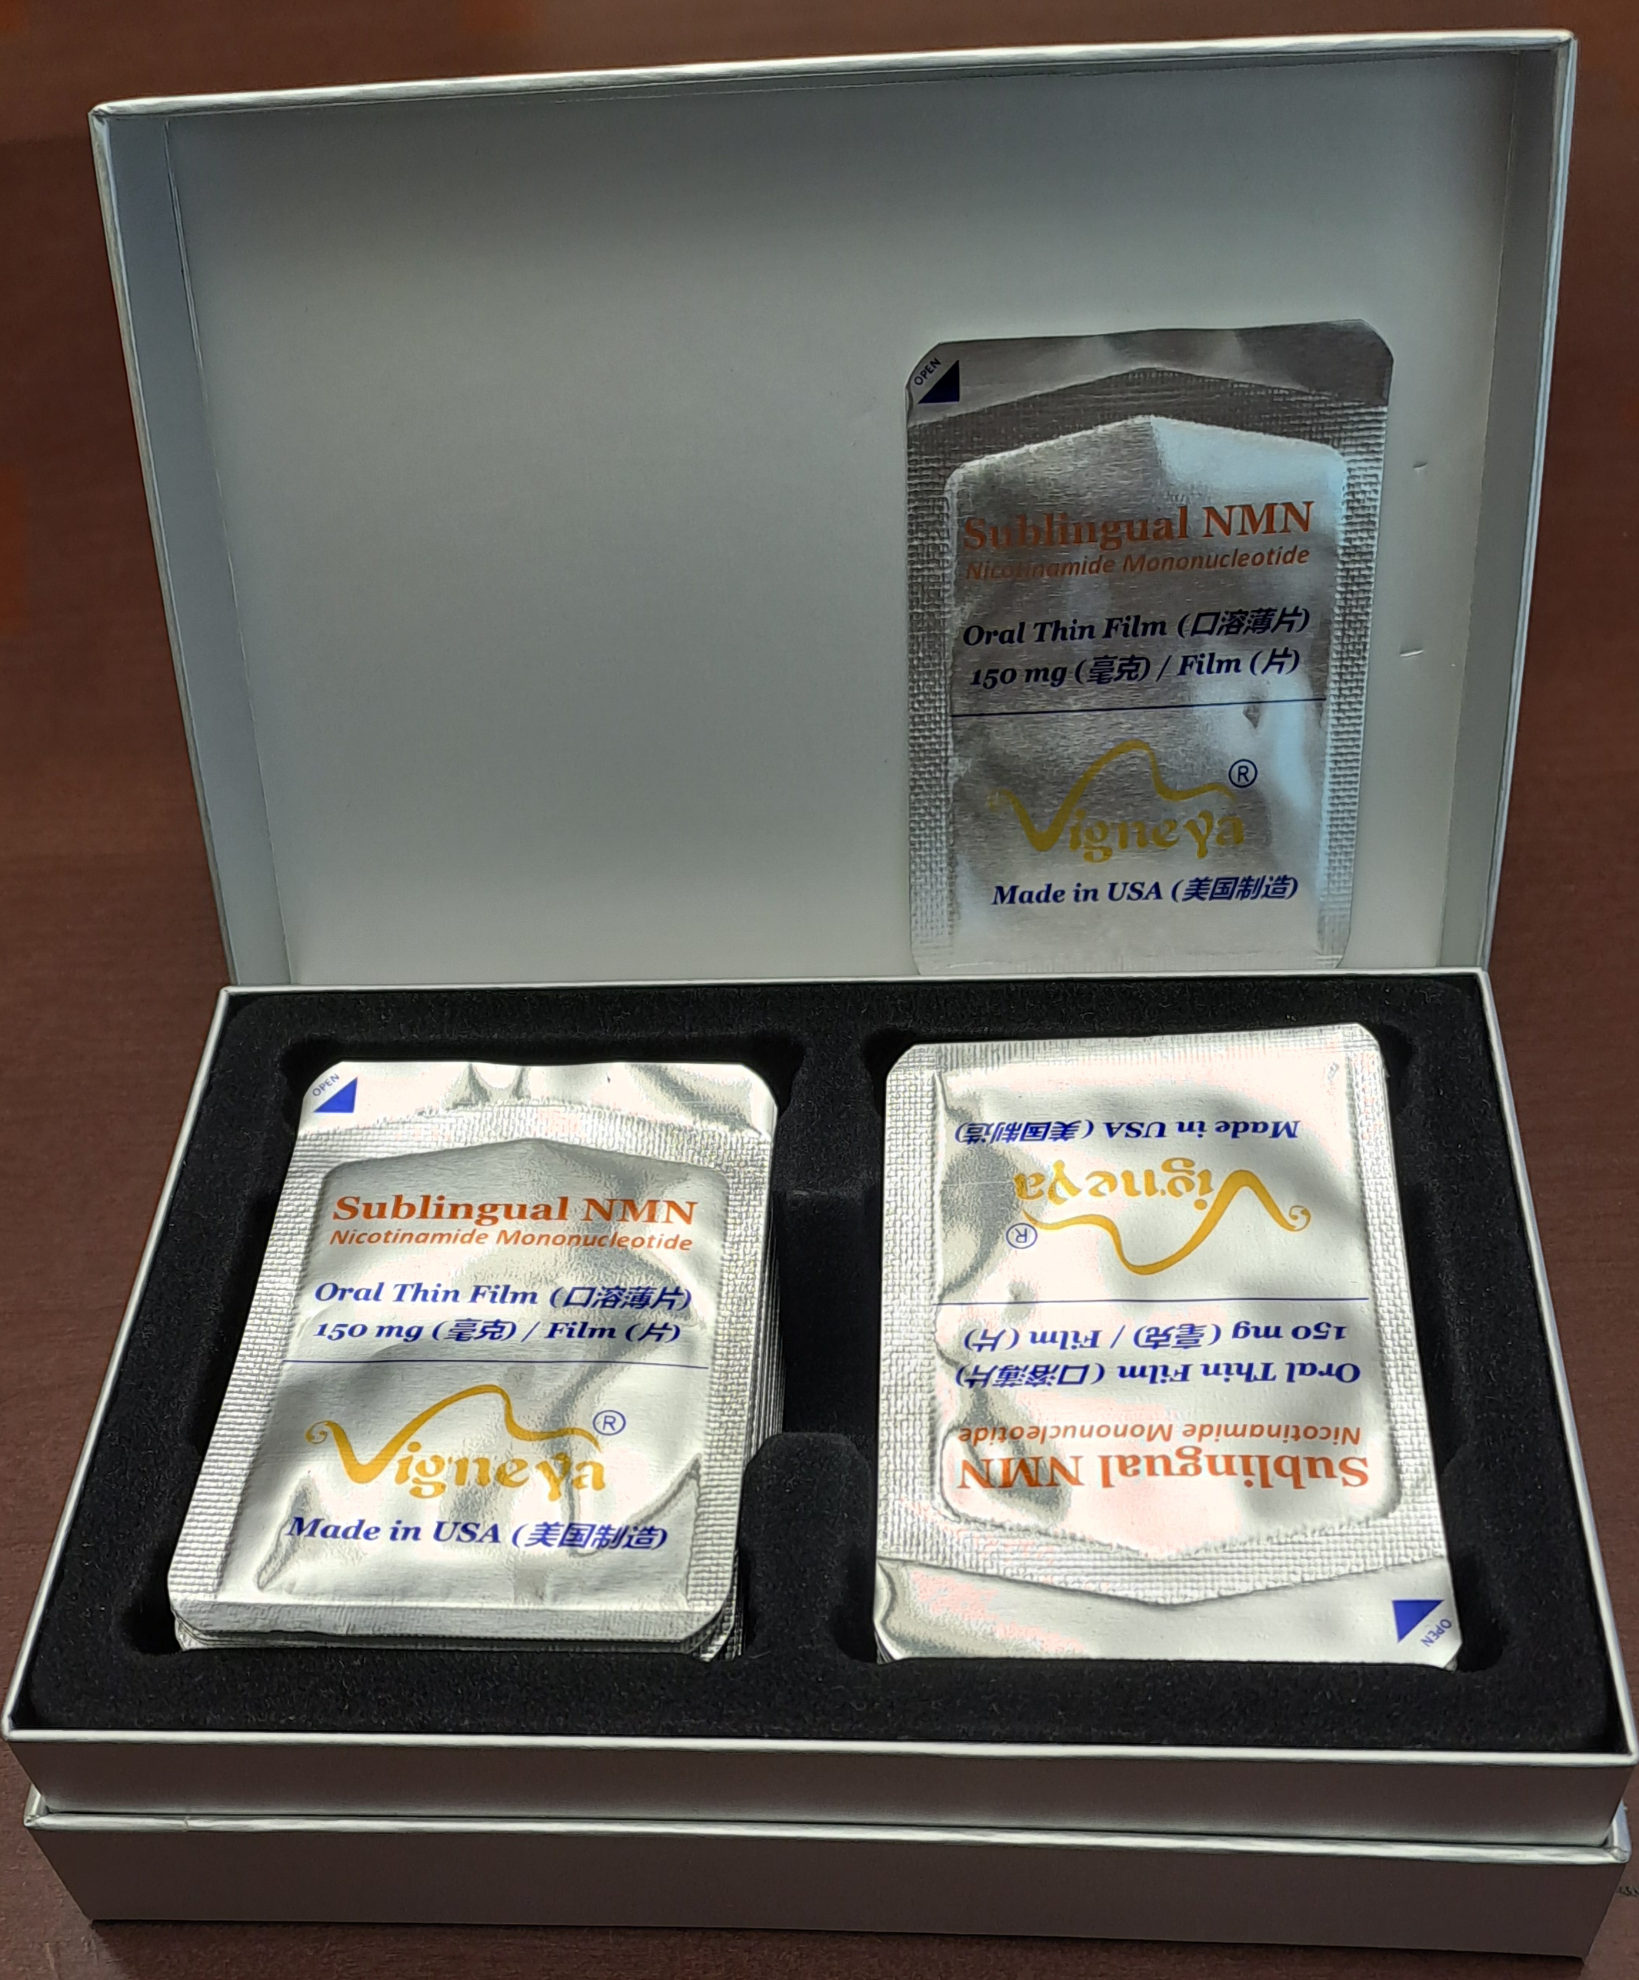 OPEN
Sublingual NMN
Nicotinamide Mononucleotide
Oral Thin Film (口溶薄片)
150 mg (毫克) / Film (片)
Vigneya ®
Made in USA (美国制造)
OPEN
Sublingual NMN
Nicotinamide Mononucleotide
Oral Thin Film (口溶薄片)
150 mg (毫克) / Film (片)
Vigneya ®
Made in USA (美国制造)
OPEN
Sublingual NMN
Nicotinamide Mononucleotide
Oral Thin Film (口溶薄片)
150 mg (毫克) / Film (片)
Vigneya ®
Made in USA (美国制造)